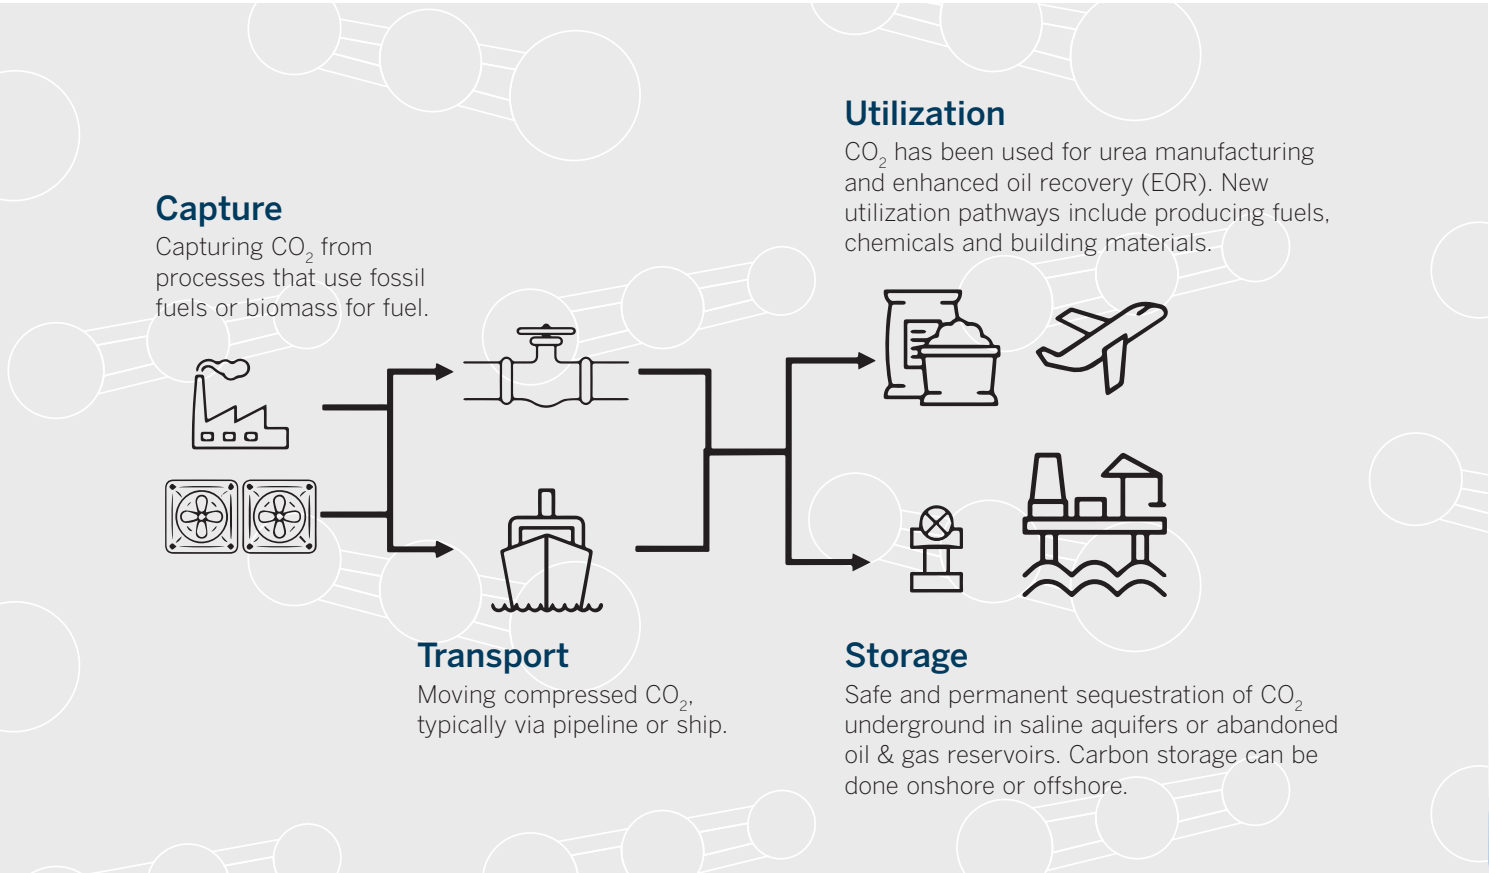 Utilization
CO₂ has been used for urea manufacturing
and enhanced oil recovery (EOR). New
utilization pathways include producing fuels,
chemicals and building materials.
Capture
Capturing CO₂ from
processes that use fossil
fuels or biomass for fuel.
Transport
Moving compressed CO₂,
typically via pipeline or ship.
Storage
Safe and permanent sequestration of CO₂
underground in saline aquifers or abandoned
oil & gas reservoirs. Carbon storage can be
done onshore or offshore.